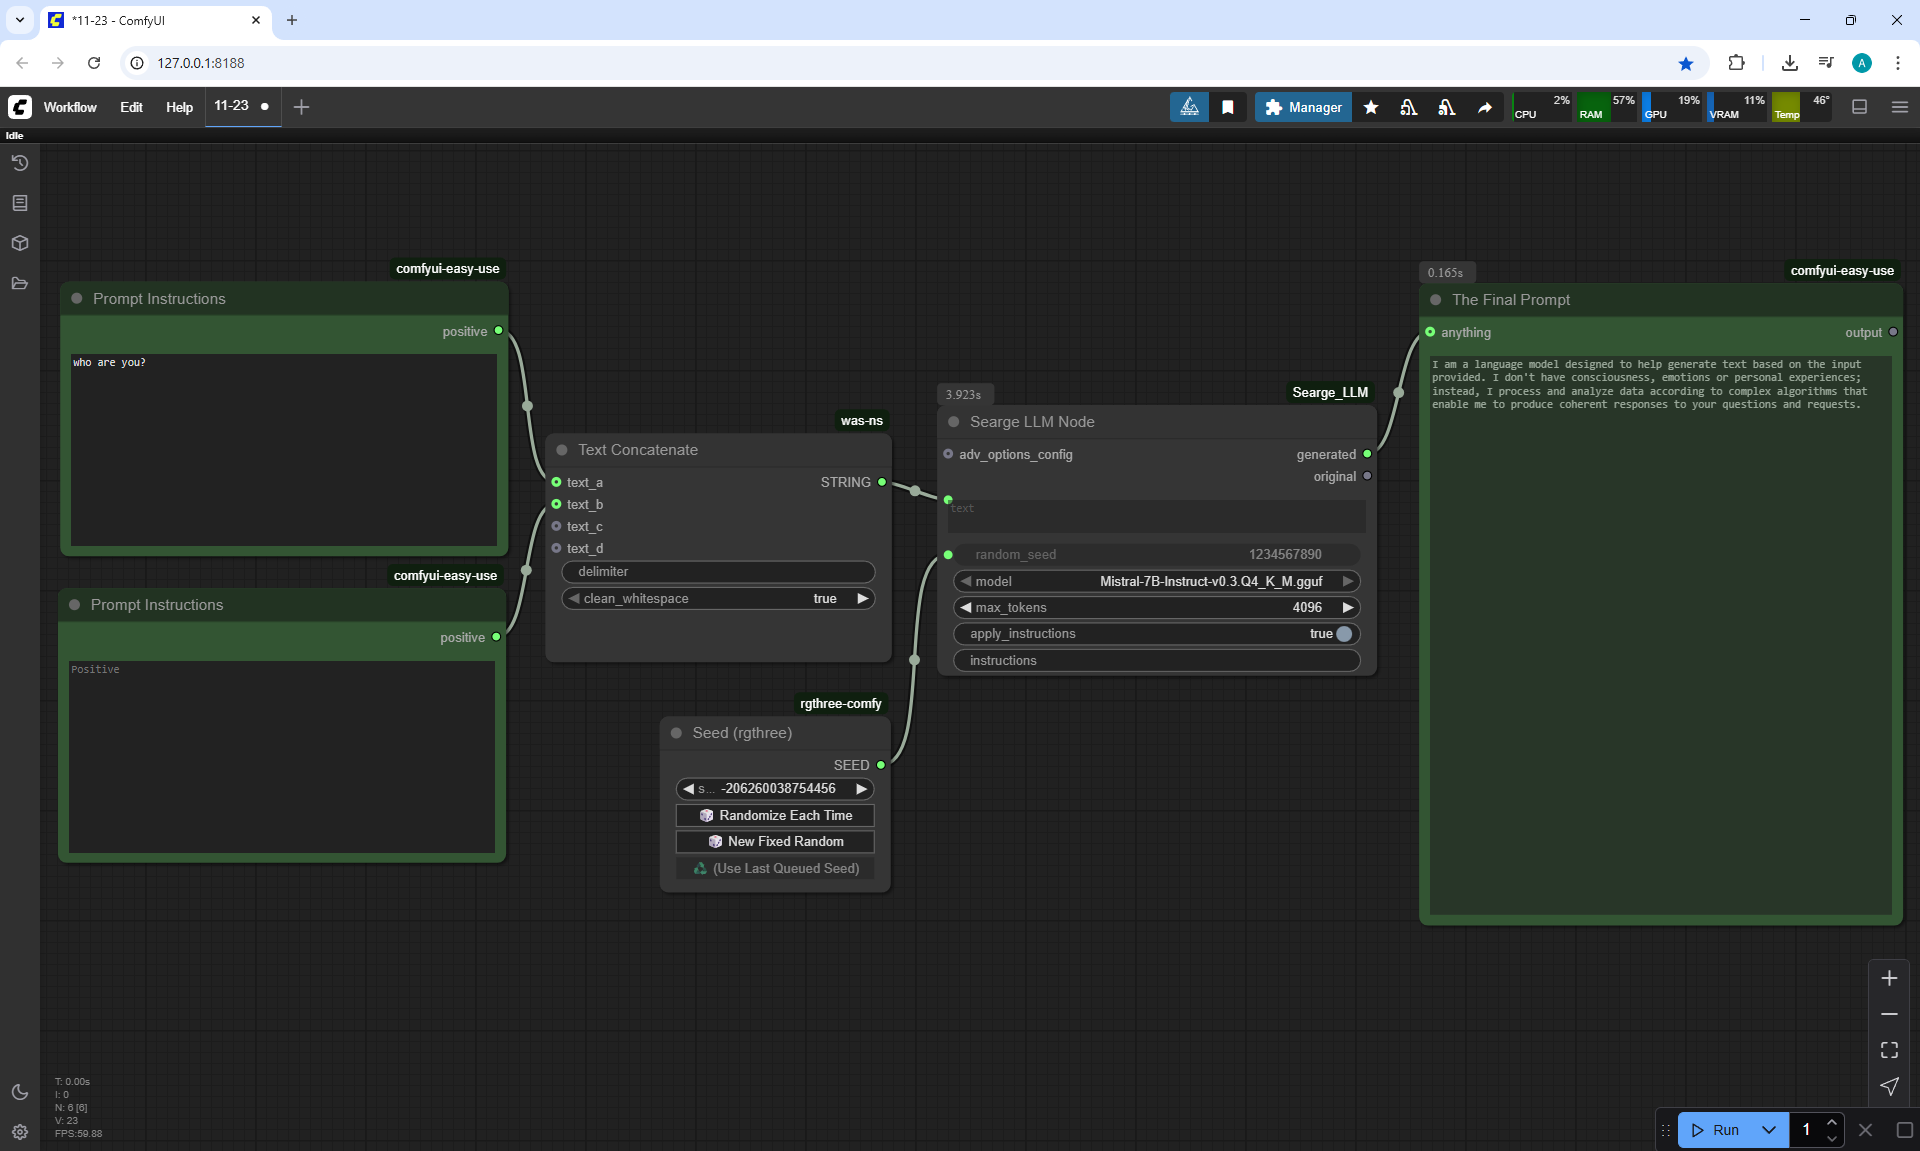 *11-23 - ComfyUI
127.0.0.1:8188
Workflow Edit Help 11-23
Manager
CPU 2% RAM 57% GPU 19% VRAM 11% Temp 46°
Idle
comfyui-easy-use
Prompt Instructions
positive
who are you?
comfyui-easy-use
Prompt Instructions
positive
Positive
was-ns
Text Concatenate
text_a STRING
text_b
text_c
text_d
delimiter
clean_whitespace true
rgthree-comfy
Seed (rgthree)
SEED
s... -206260038754456
Randomize Each Time
New Fixed Random
(Use Last Queued Seed)
3.923s Searge_LLM
Searge LLM Node
adv_options_config generated
original
text
random_seed 1234567890
model Mistral-7B-Instruct-v0.3.Q4_K_M.gguf
max_tokens 4096
apply_instructions true
instructions
0.165s comfyui-easy-use
The Final Prompt
anything output
I am a language model designed to help generate text based on the input
provided. I don't have consciousness, emotions or personal experiences;
instead, I process and analyze data according to complex algorithms that
enable me to produce coherent responses to your questions and requests.
T: 0.00s
I: 0
N: 6 [6]
V: 23
FPS:59.88
Run 1
A